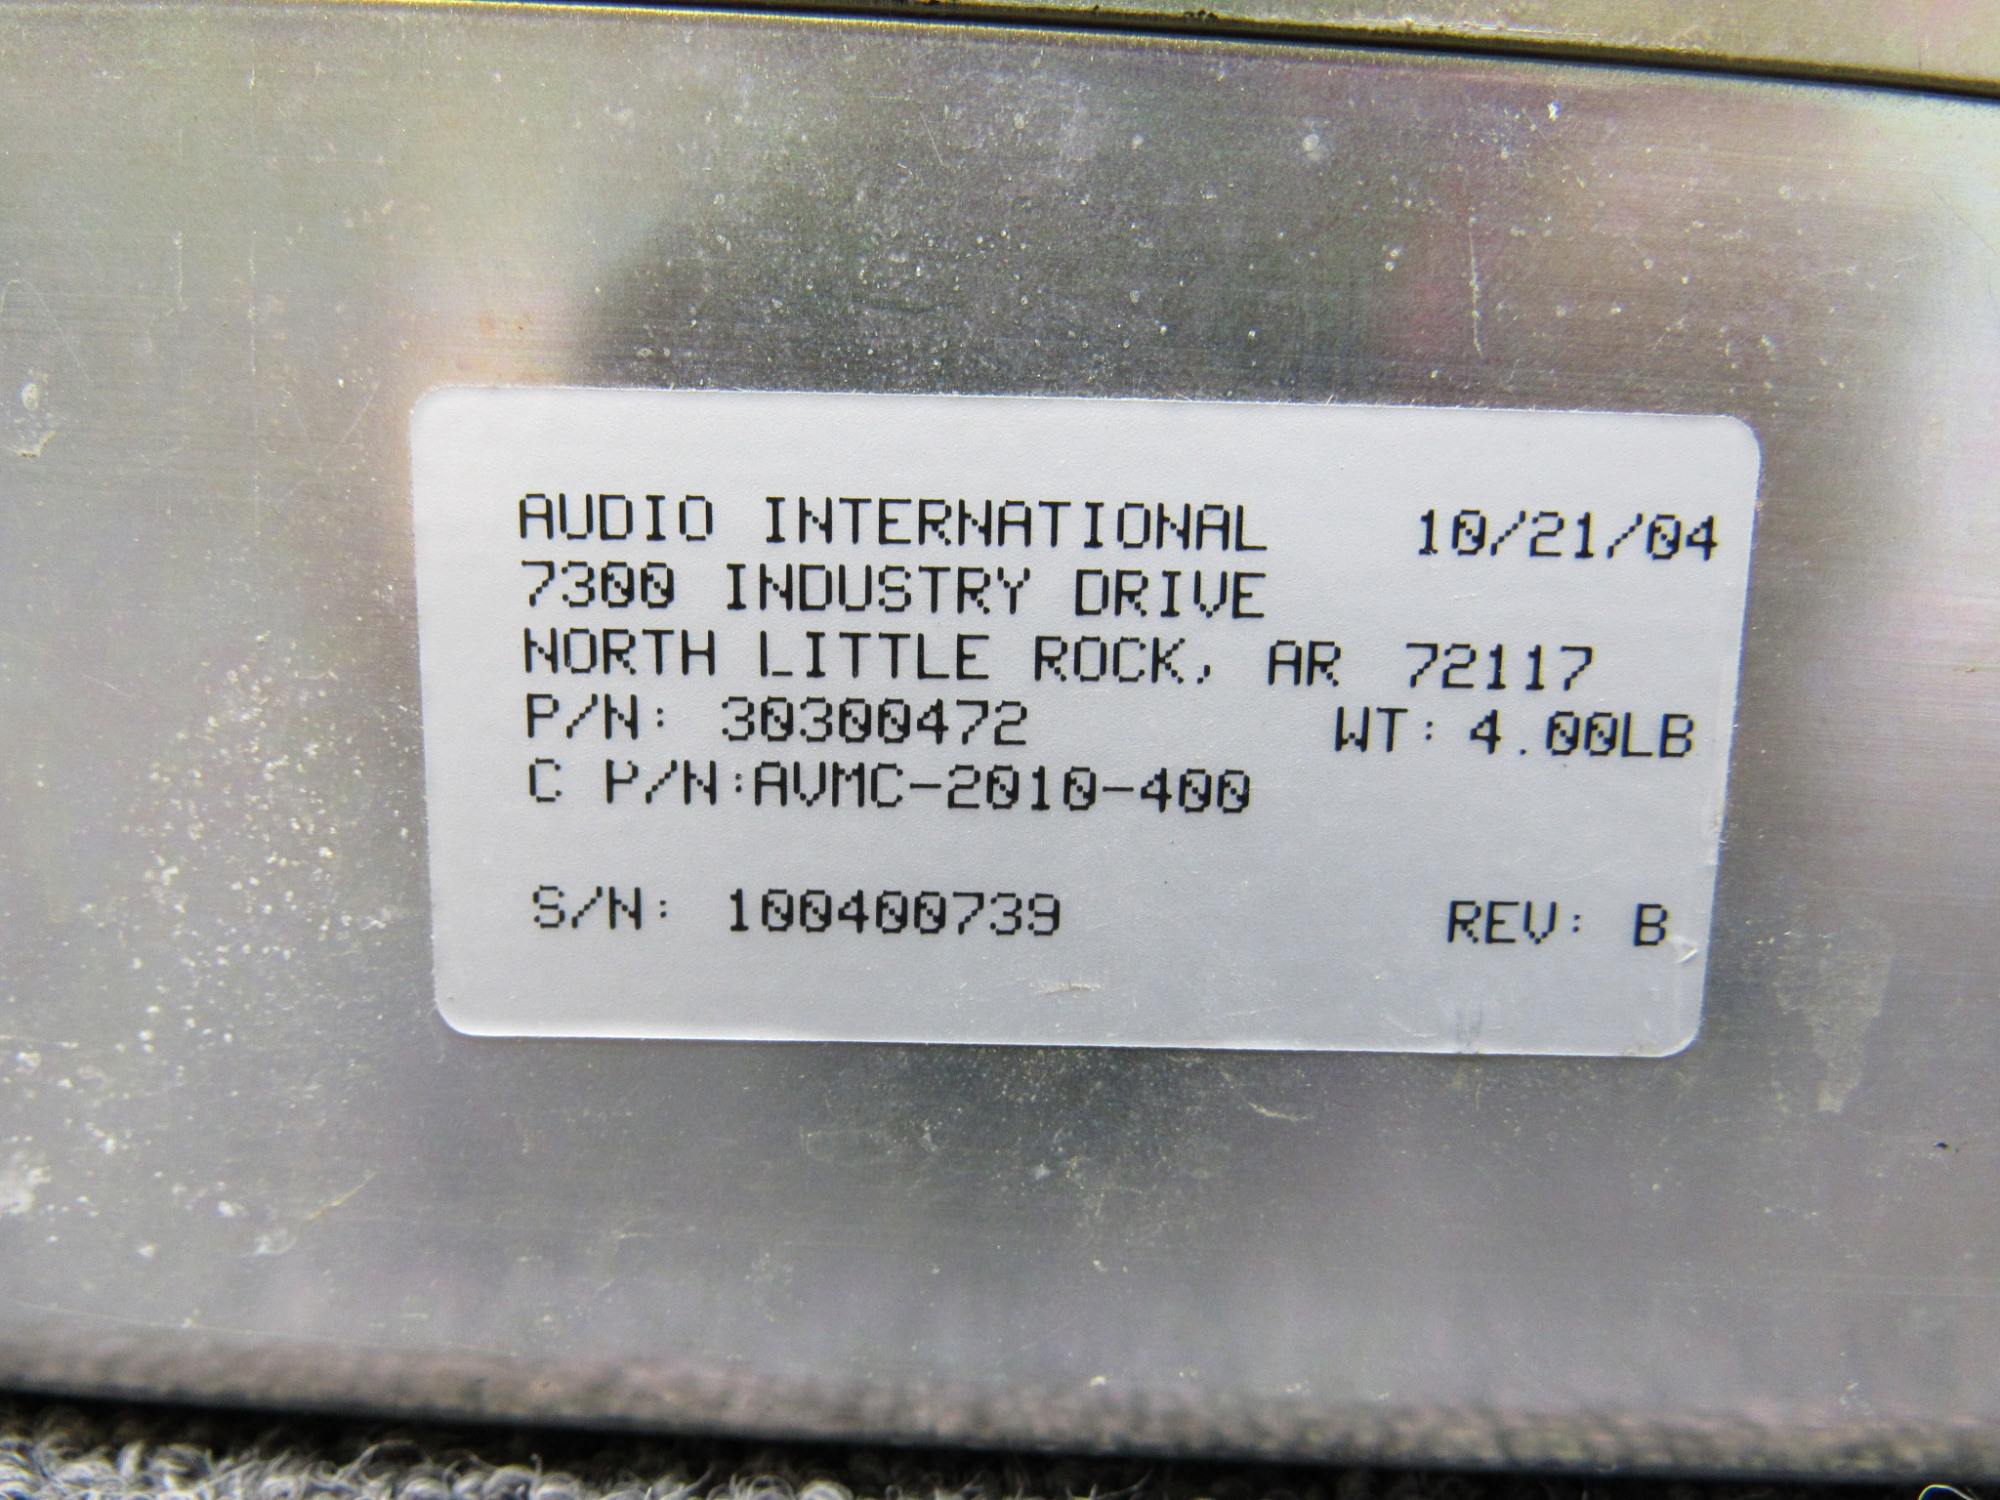 AUDIO INTERNATIONAL 10/21/04
7300 INDUSTRY DRIVE
NORTH LITTLE ROCK, AR 72117
P/N: 30300472 WT: 4.00LB
C P/N:AVMC-2010-400
S/N: 100400739 REV: B